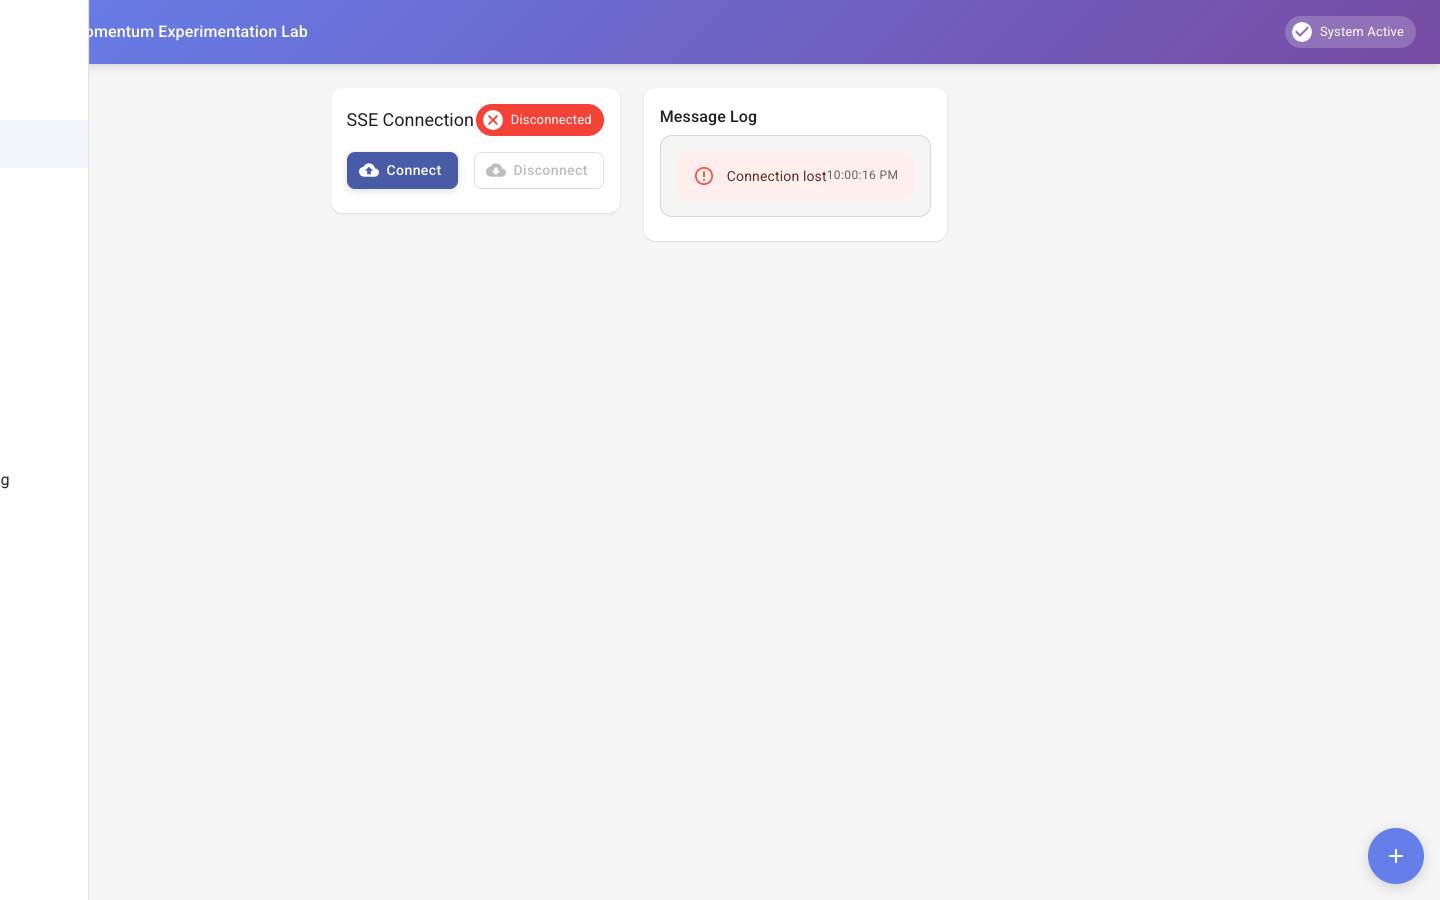 omentum Experimentation Lab
System Active
SSE Connection
Disconnected
Connect
Disconnect
Message Log
Connection lost
10:00:16 PM
g